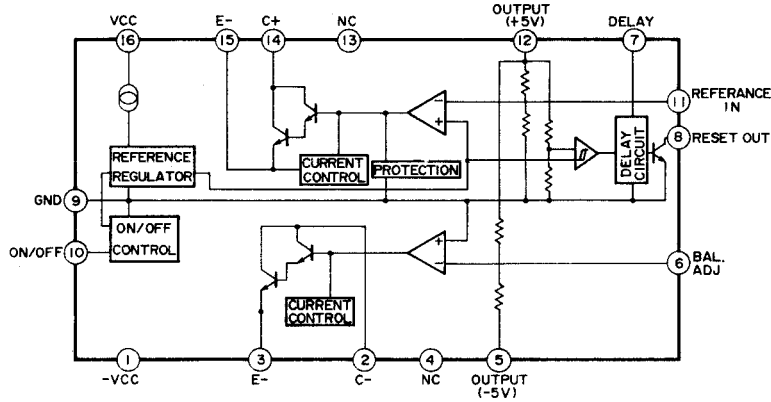 VCC
16
E-
15
C+
14
NC
13
OUTPUT
(+5V)
12
DELAY
7
11
REFERANCE
IN
8
RESET OUT
REFERENCE
REGULATOR
CURRENT
CONTROL
PROTECTION
-
+
DELAY
CIRCUIT
GND
9
ON/OFF
CONTROL
ON/OFF
10
+
-
6
BAL.
ADJ
CURRENT
CONTROL
1
-VCC
3
E-
2
C-
4
NC
5
OUTPUT
(-5V)